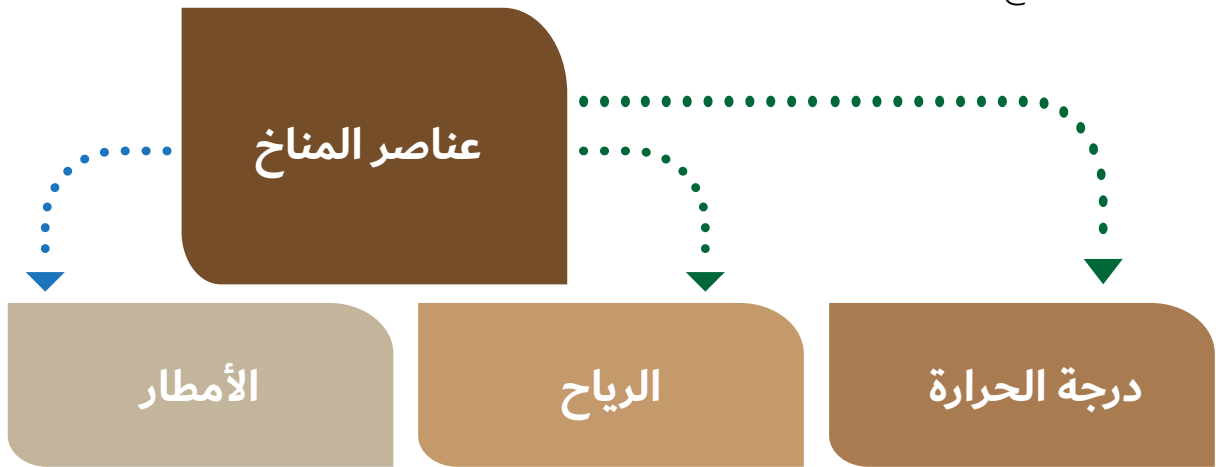 عناصر المناخ
درجة الحرارة
الرياح
الأمطار